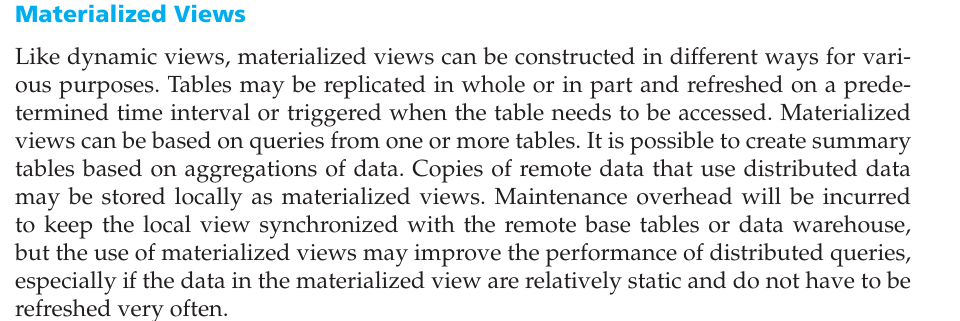 Materialized Views
Like dynamic views, materialized views can be constructed in different ways for vari-
ous purposes. Tables may be replicated in whole or in part and refreshed on a prede-
termined time interval or triggered when the table needs to be accessed. Materialized
views can be based on queries from one or more tables. It is possible to create summary
tables based on aggregations of data. Copies of remote data that use distributed data
may be stored locally as materialized views. Maintenance overhead will be incurred
to keep the local view synchronized with the remote base tables or data warehouse,
but the use of materialized views may improve the performance of distributed queries,
especially if the data in the materialized view are relatively static and do not have to be
refreshed very often.